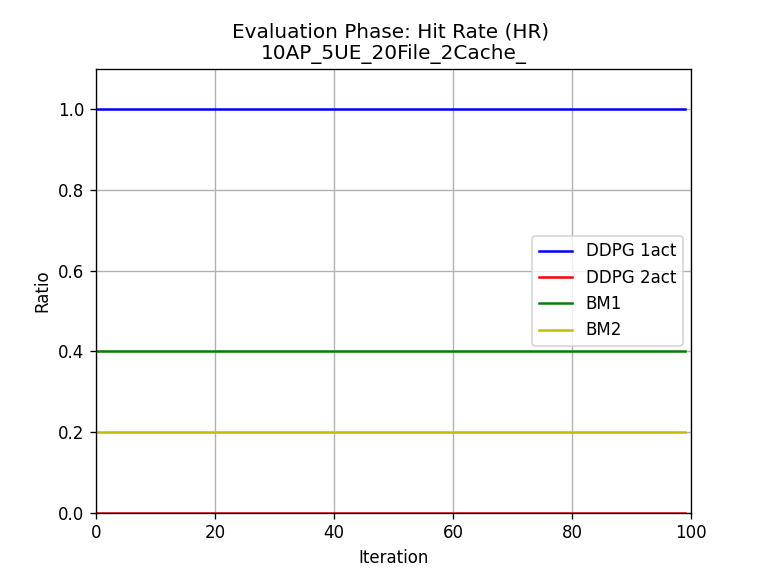 Evaluation Phase: Hit Rate (HR)
10AP_5UE_20File_2Cache_
1.0
0.8
0.6
0.4
0.2
0.0
Ratio
DDPG 1act
DDPG 2act
BM1
BM2
0 20 40 60 80 100
Iteration